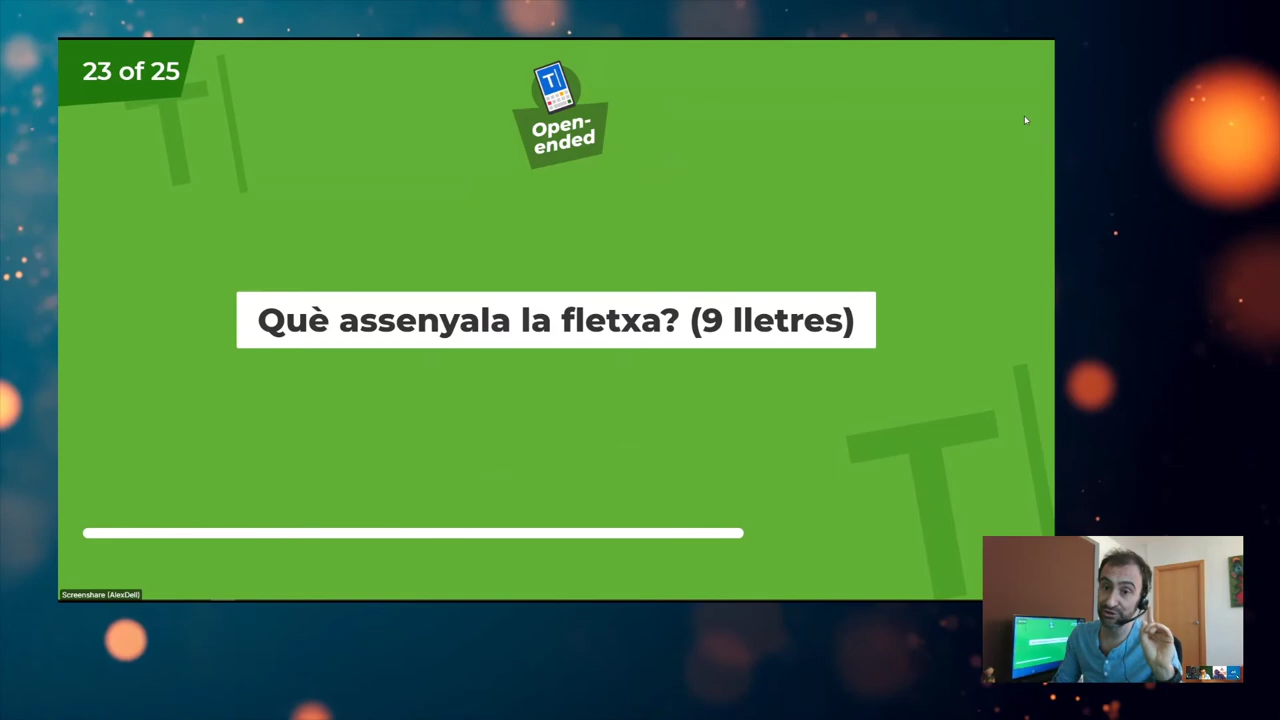 23 of 25
T
Open-
ended
Què assenyala la fletxa? (9 lletres)
Screenshare (AlexDell)